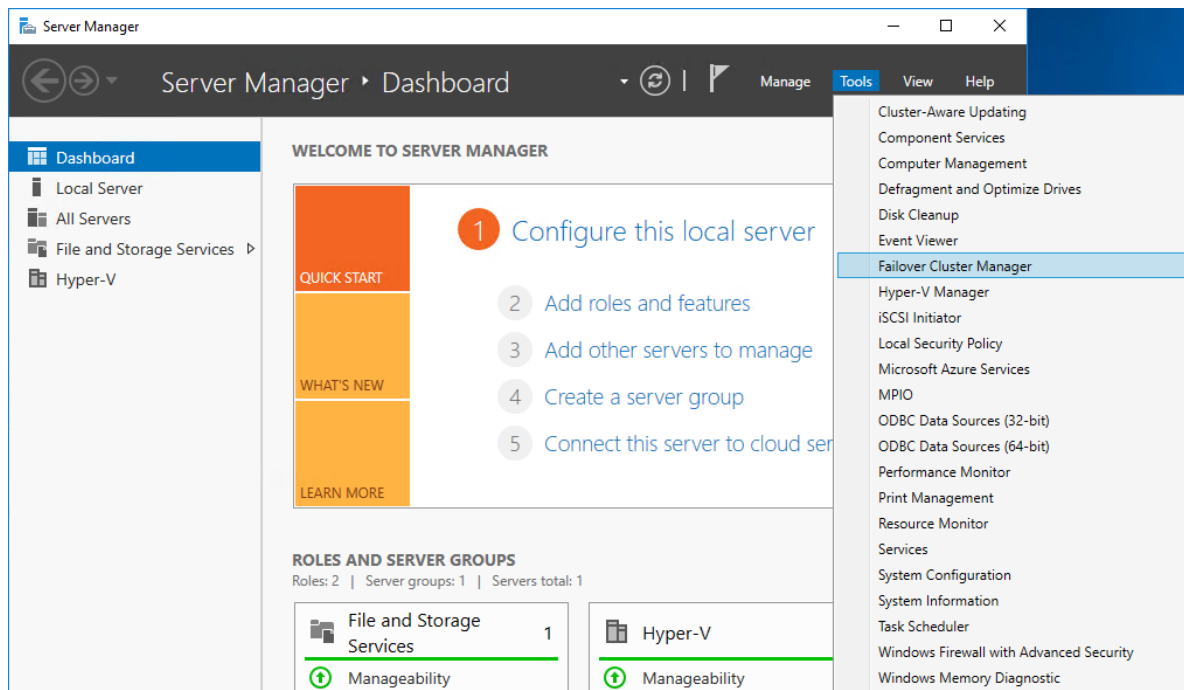 Server Manager
Server Manager ‣ Dashboard
Manage
Tools
View
Help
Dashboard
Local Server
All Servers
File and Storage Services
Hyper-V
WELCOME TO SERVER MANAGER
QUICK START
WHAT'S NEW
LEARN MORE
1 Configure this local server
2 Add roles and features
3 Add other servers to manage
4 Create a server group
5 Connect this server to cloud ser
ROLES AND SERVER GROUPS
Roles: 2 | Server groups: 1 | Servers total: 1
File and Storage
Services
1
Manageability
Hyper-V
Manageability
Cluster-Aware Updating
Component Services
Computer Management
Defragment and Optimize Drives
Disk Cleanup
Event Viewer
Failover Cluster Manager
Hyper-V Manager
iSCSI Initiator
Local Security Policy
Microsoft Azure Services
MPIO
ODBC Data Sources (32-bit)
ODBC Data Sources (64-bit)
Performance Monitor
Print Management
Resource Monitor
Services
System Configuration
System Information
Task Scheduler
Windows Firewall with Advanced Security
Windows Memory Diagnostic